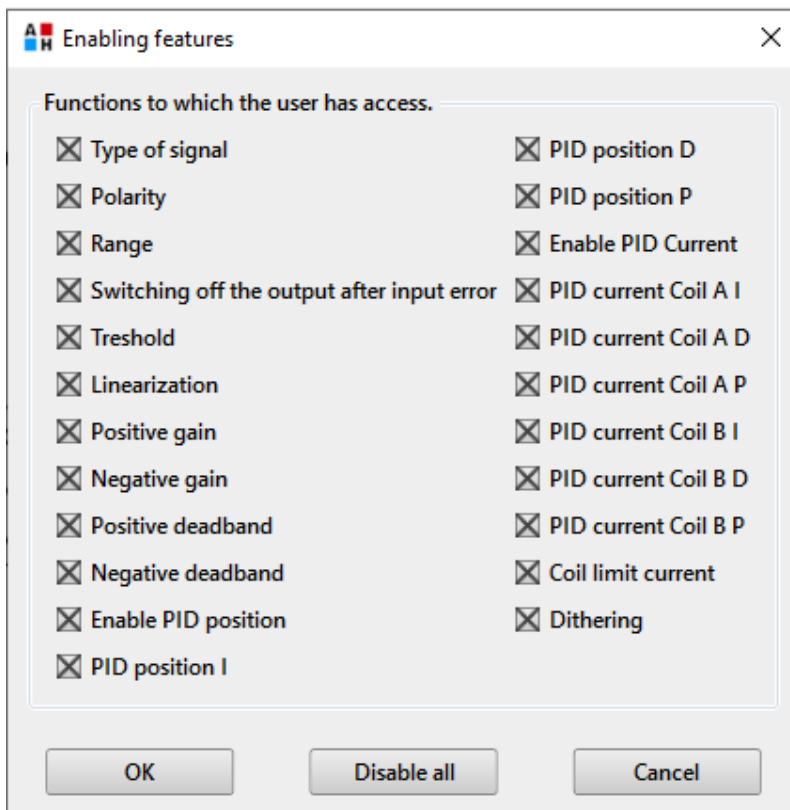 A H Enabling features
Functions to which the user has access.
Type of signal
Polarity
Range
Switching off the output after input error
Treshold
Linearization
Positive gain
Negative gain
Positive deadband
Negative deadband
Enable PID position
PID position I
PID position D
PID position P
Enable PID Current
PID current Coil A I
PID current Coil A D
PID current Coil A P
PID current Coil B I
PID current Coil B D
PID current Coil B P
Coil limit current
Dithering
OK
Disable all
Cancel